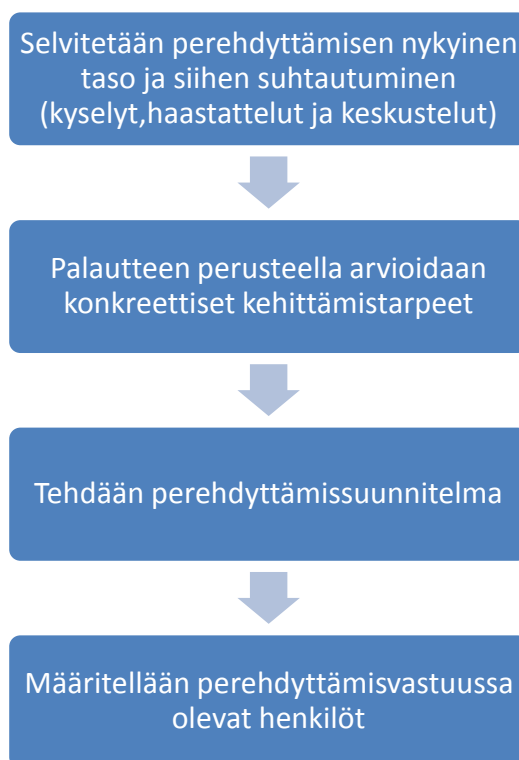 Selvitetään perehdyttämisen nykyinen
taso ja siihen suhtautuminen
(kyselyt,haastattelut ja keskustelut)
Palautteen perusteella arvioidaan
konkreettiset kehittämistarpeet
Tehdään perehdyttämissuunnitelma
Määritellään perehdyttämisvastuussa
olevat henkilöt